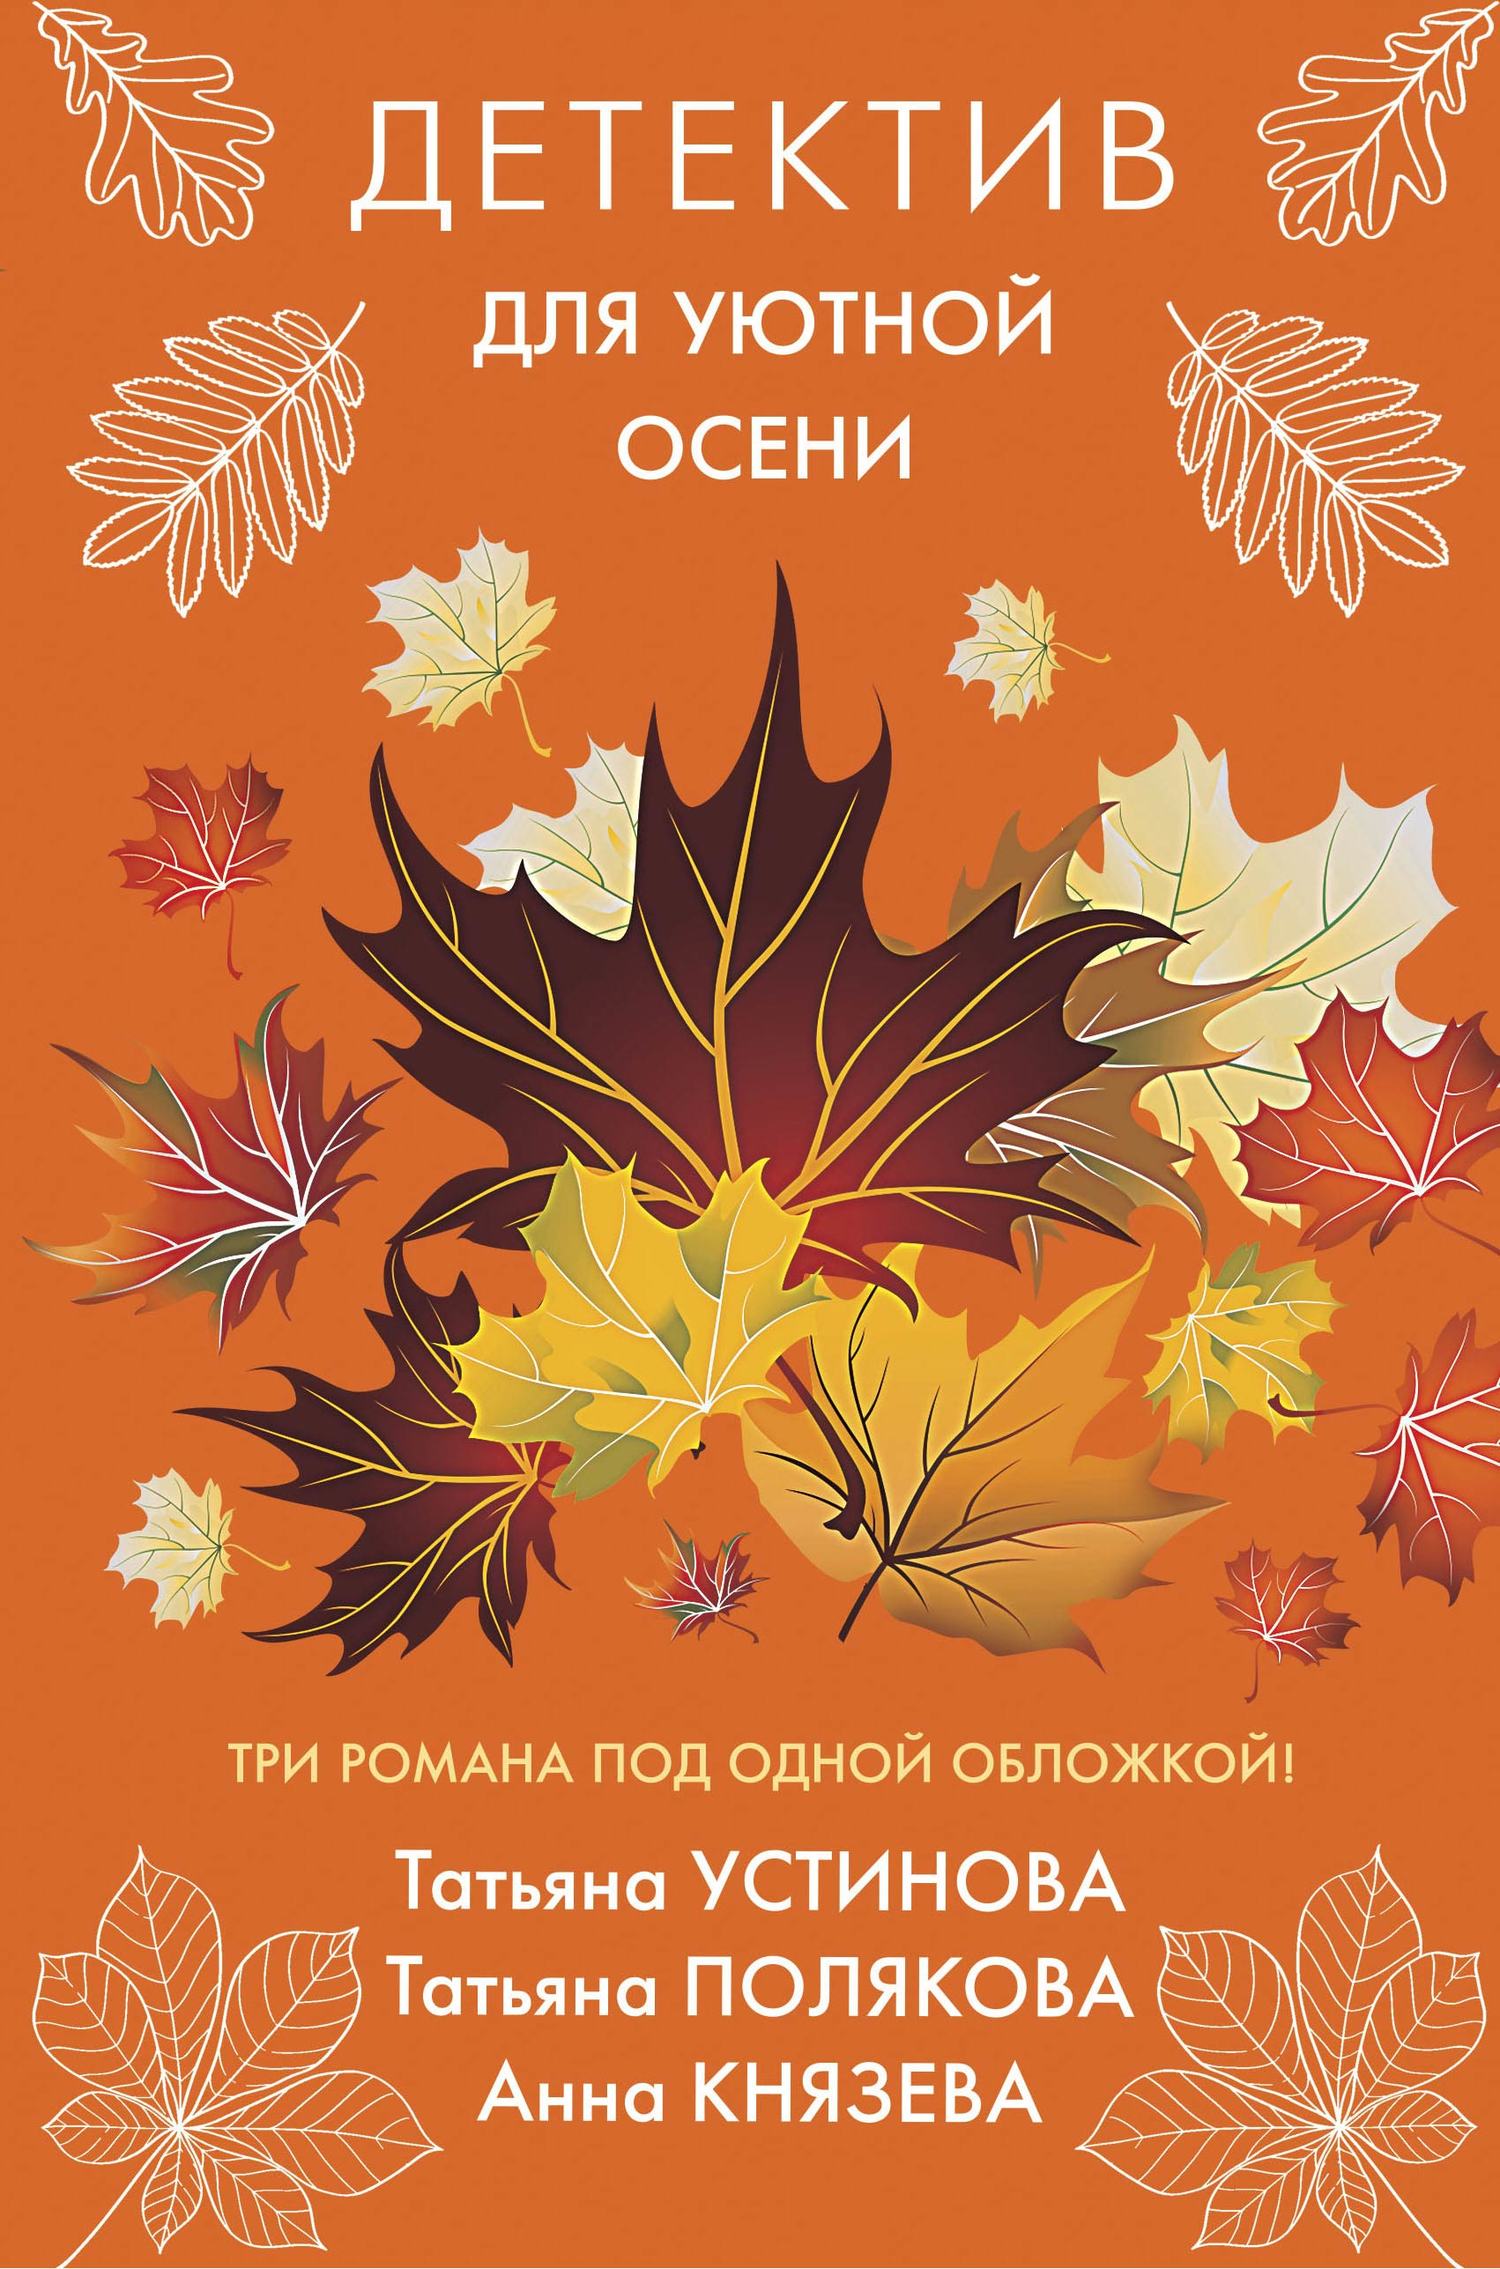 ДЕТЕКТИВ
ДЛЯ УЮТНОЙ
ОСЕНИ
ТРИ РОМАНА ПОД ОДНОЙ ОБЛОЖКОЙ!
Татьяна УСТИНОВА
Татьяна ПОЛЯКОВА
Анна КНЯЗЕВА